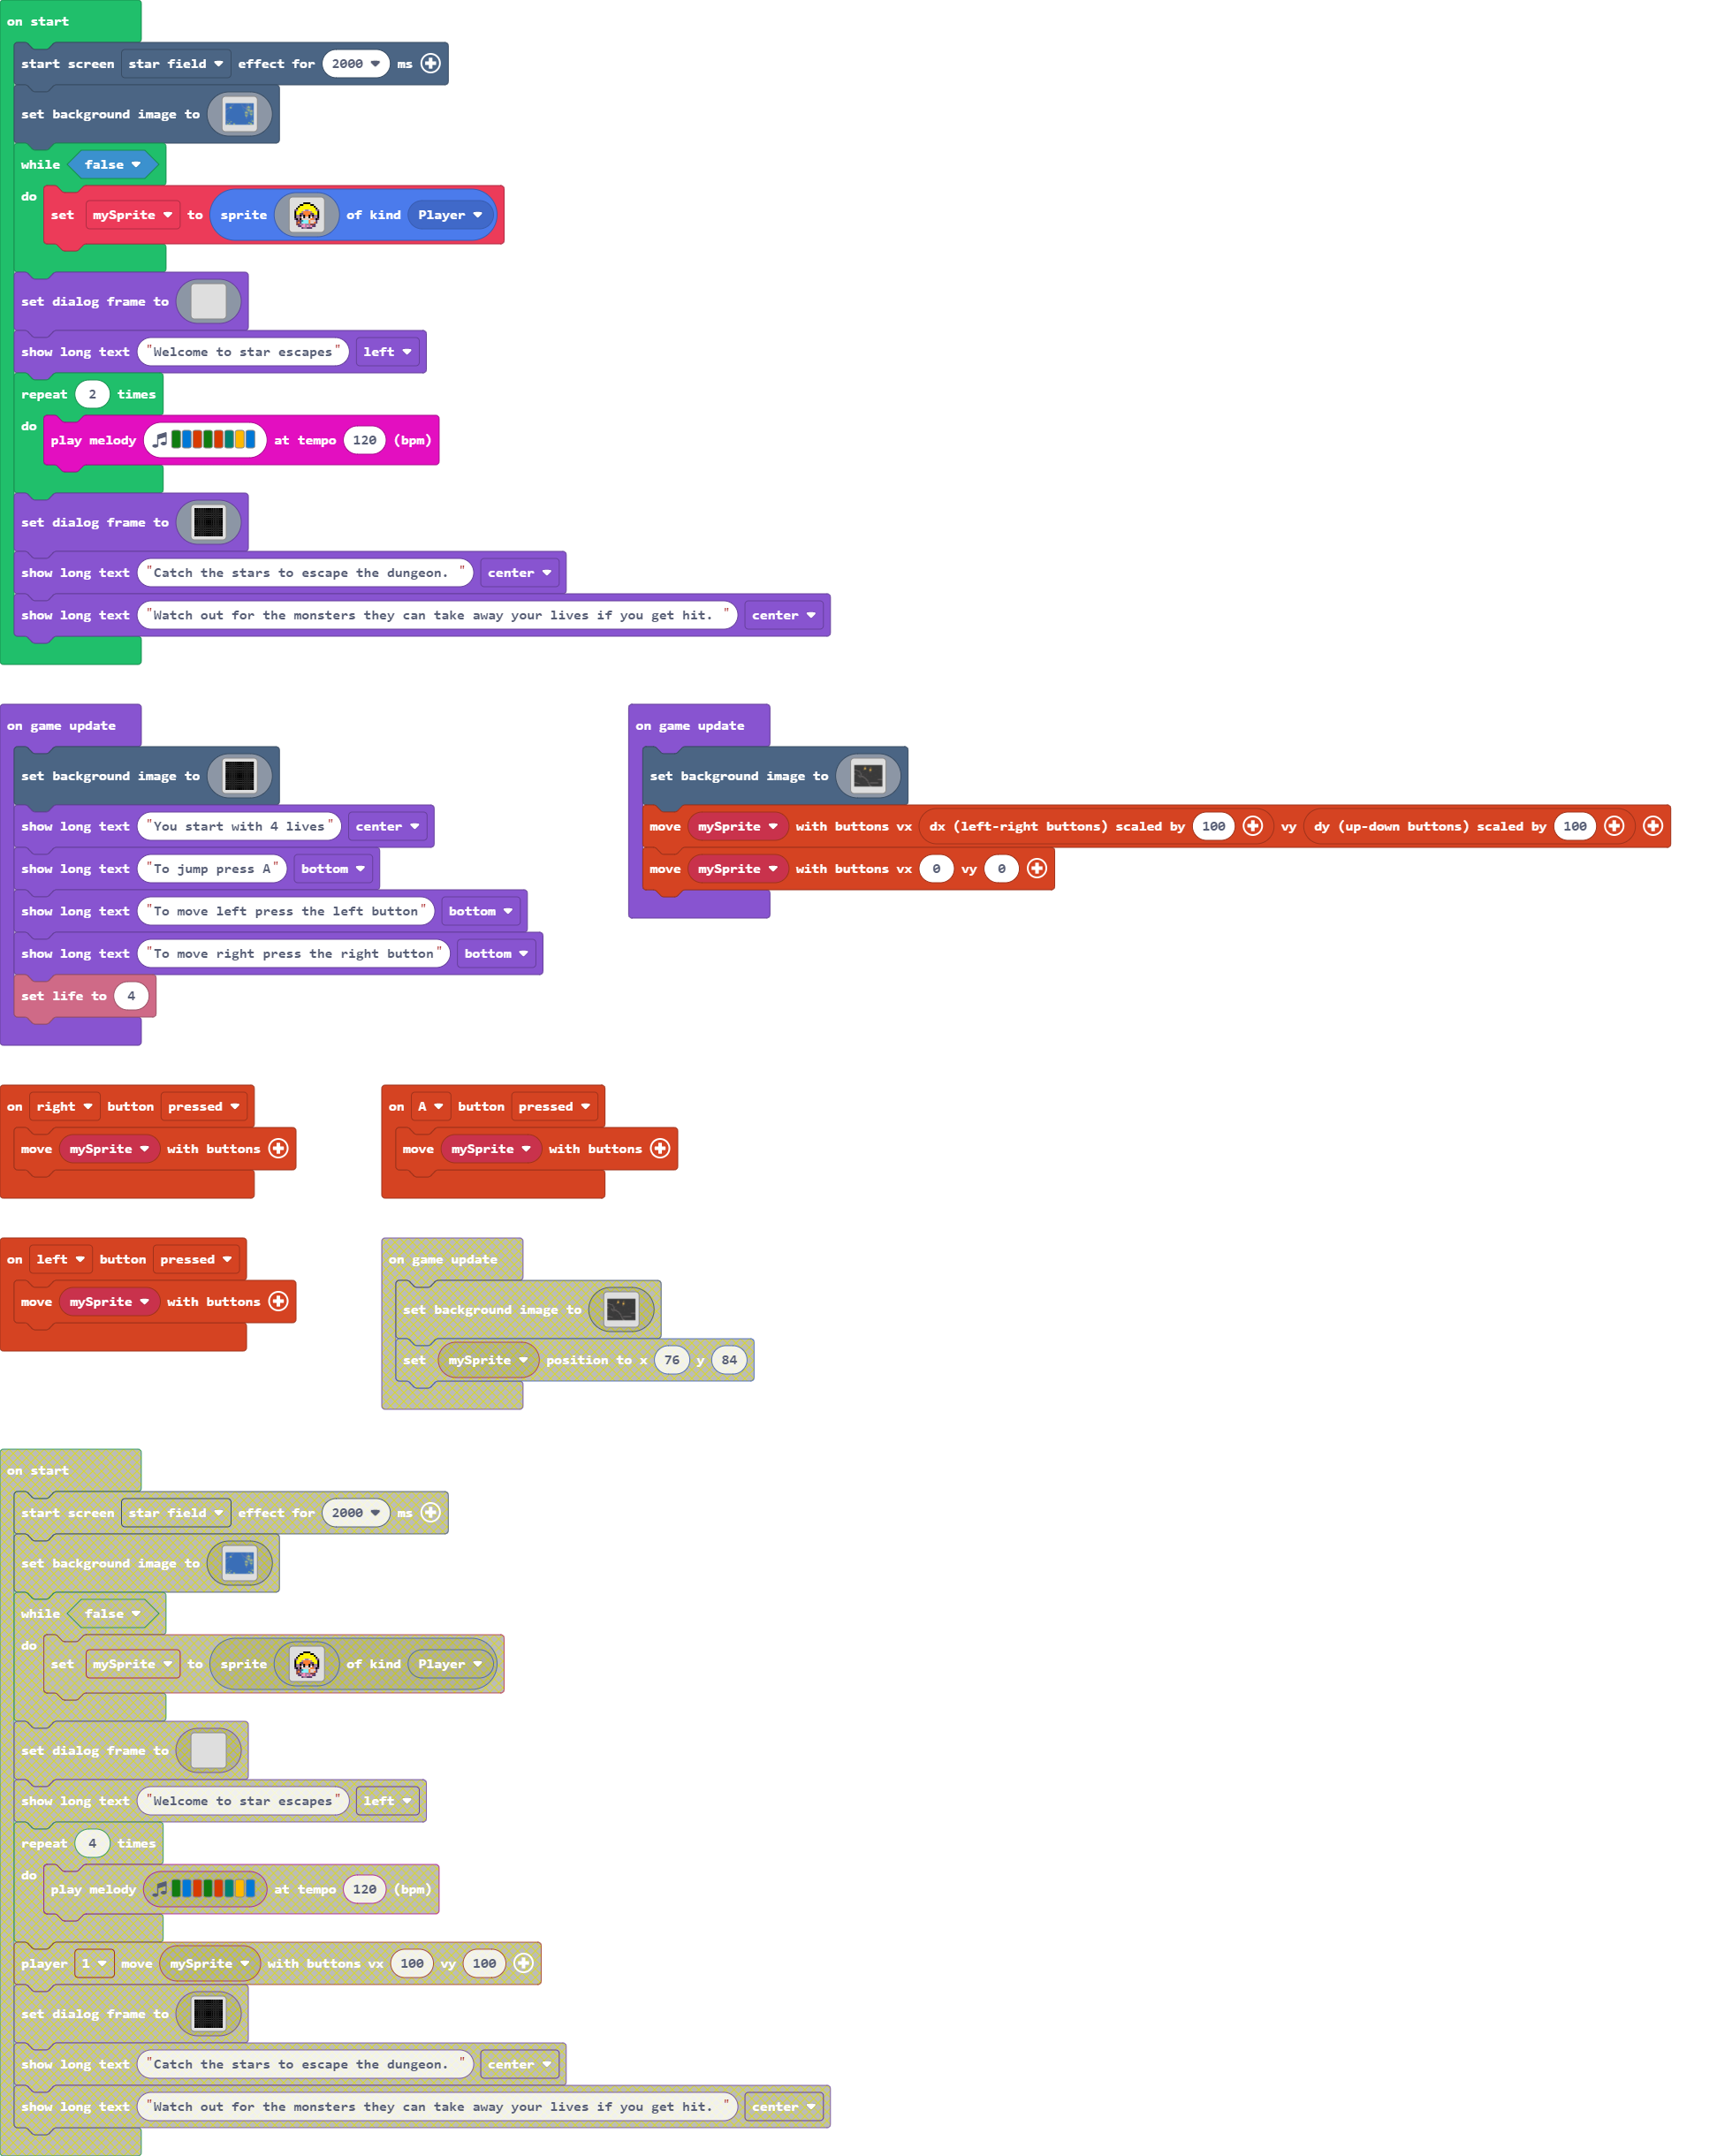 on start
start screen star field effect for 2000 ms
set background image to
while false
do
set mySprite to sprite of kind Player
set dialog frame to
show long text "Welcome to star escapes" left
repeat 2 times
do
play melody at tempo 120 (bpm)
set dialog frame to
show long text "Catch the stars to escape the dungeon. " center
show long text "Watch out for the monsters they can take away your lives if you get hit. " center
on game update
set background image to
show long text "You start with 4 lives" center
show long text "To jump press A" bottom
show long text "To move left press the left button" bottom
show long text "To move right press the right button" bottom
set life to 4
on game update
set background image to
move mySprite with buttons vx dx (left-right buttons) scaled by 100 vy dy (up-down buttons) scaled by 100
move mySprite with buttons vx 0 vy 0
on right button pressed
move mySprite with buttons
on A button pressed
move mySprite with buttons
on left button pressed
move mySprite with buttons
on game update
set background image to
set mySprite position to x 76 y 84
on start
start screen star field effect for 2000 ms
set background image to
while false
do
set mySprite to sprite of kind Player
set dialog frame to
show long text "Welcome to star escapes" left
repeat 4 times
do
play melody at tempo 120 (bpm)
player 1 move mySprite with buttons vx 100 vy 100
set dialog frame to
show long text "Catch the stars to escape the dungeon. " center
show long text "Watch out for the monsters they can take away your lives if you get hit. " center